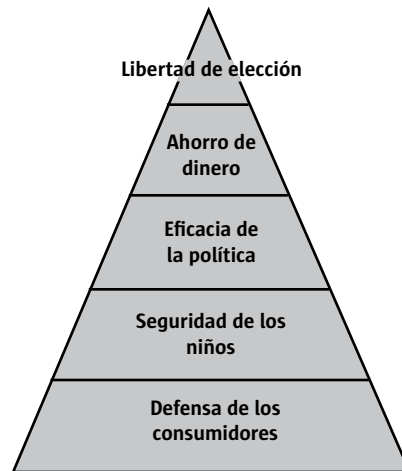 Libertad de elección
Ahorro de
dinero
Eficacia de
la política
Seguridad de los
niños
Defensa de los
consumidores